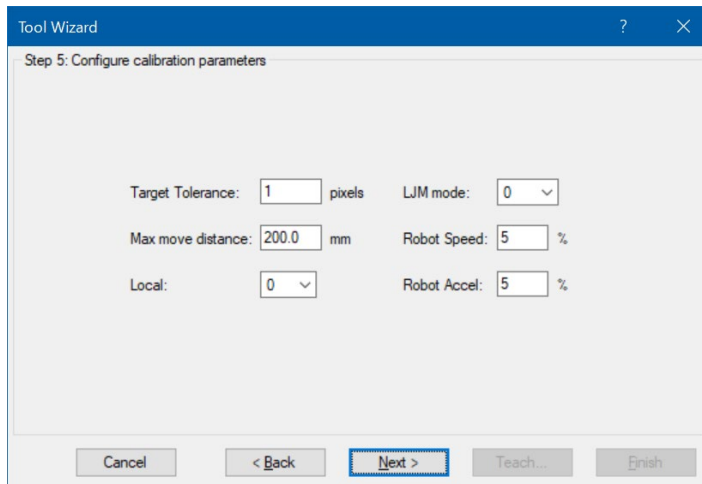 Tool Wizard ? ×
Step 5: Configure calibration parameters
Target Tolerance: 1 pixels LJM mode: 0
Max move distance: 200.0 mm Robot Speed: 5 %
Local: 0 Robot Accel: 5 %
Cancel < Back Next > Teach... Finish